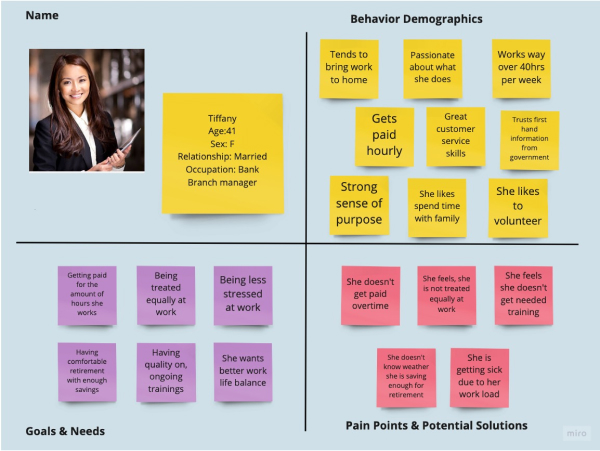 Name
Tiffany
Age:41
Sex: F
Relationship: Married
Occupation: Bank
Branch manager
Behavior Demographics
Tends to
bring work
to home
Passionate
about what
she does
Works way
over 40hrs
per week
Gets
paid
hourly
Great
customer
service
skills
Trusts first
hand
information
from
government
Strong
sense of
purpose
She likes
spend time
with family
She likes
to
volunteer
Getting paid
for the
amount of
hours she
works
Being
treated
equally at
work
Being less
stressed
at work
Having
comfortable
retirement
with enough
savings
Having
quality on,
ongoing
trainings
She wants
better work
life balance
Goals & Needs
She doesn't
get paid
overtime
She feels, she
is not treated
equally at
work
She feels
she doesn't
get needed
training
She doesn't
know weather
she is saving
enough for
retirement
She is
getting sick
due to her
work load
Pain Points & Potential Solutions
miro